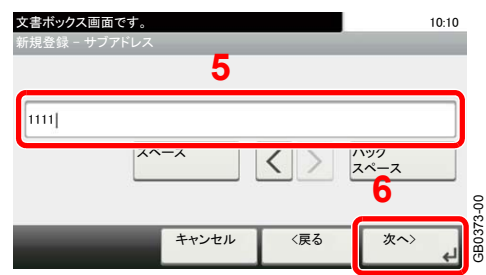 文書ボックス画面です。 10:10
新規登録 - サブアドレス
5
1111
スペース < > バック
スペース
6
キャンセル <戻る 次へ>
GB0373-00